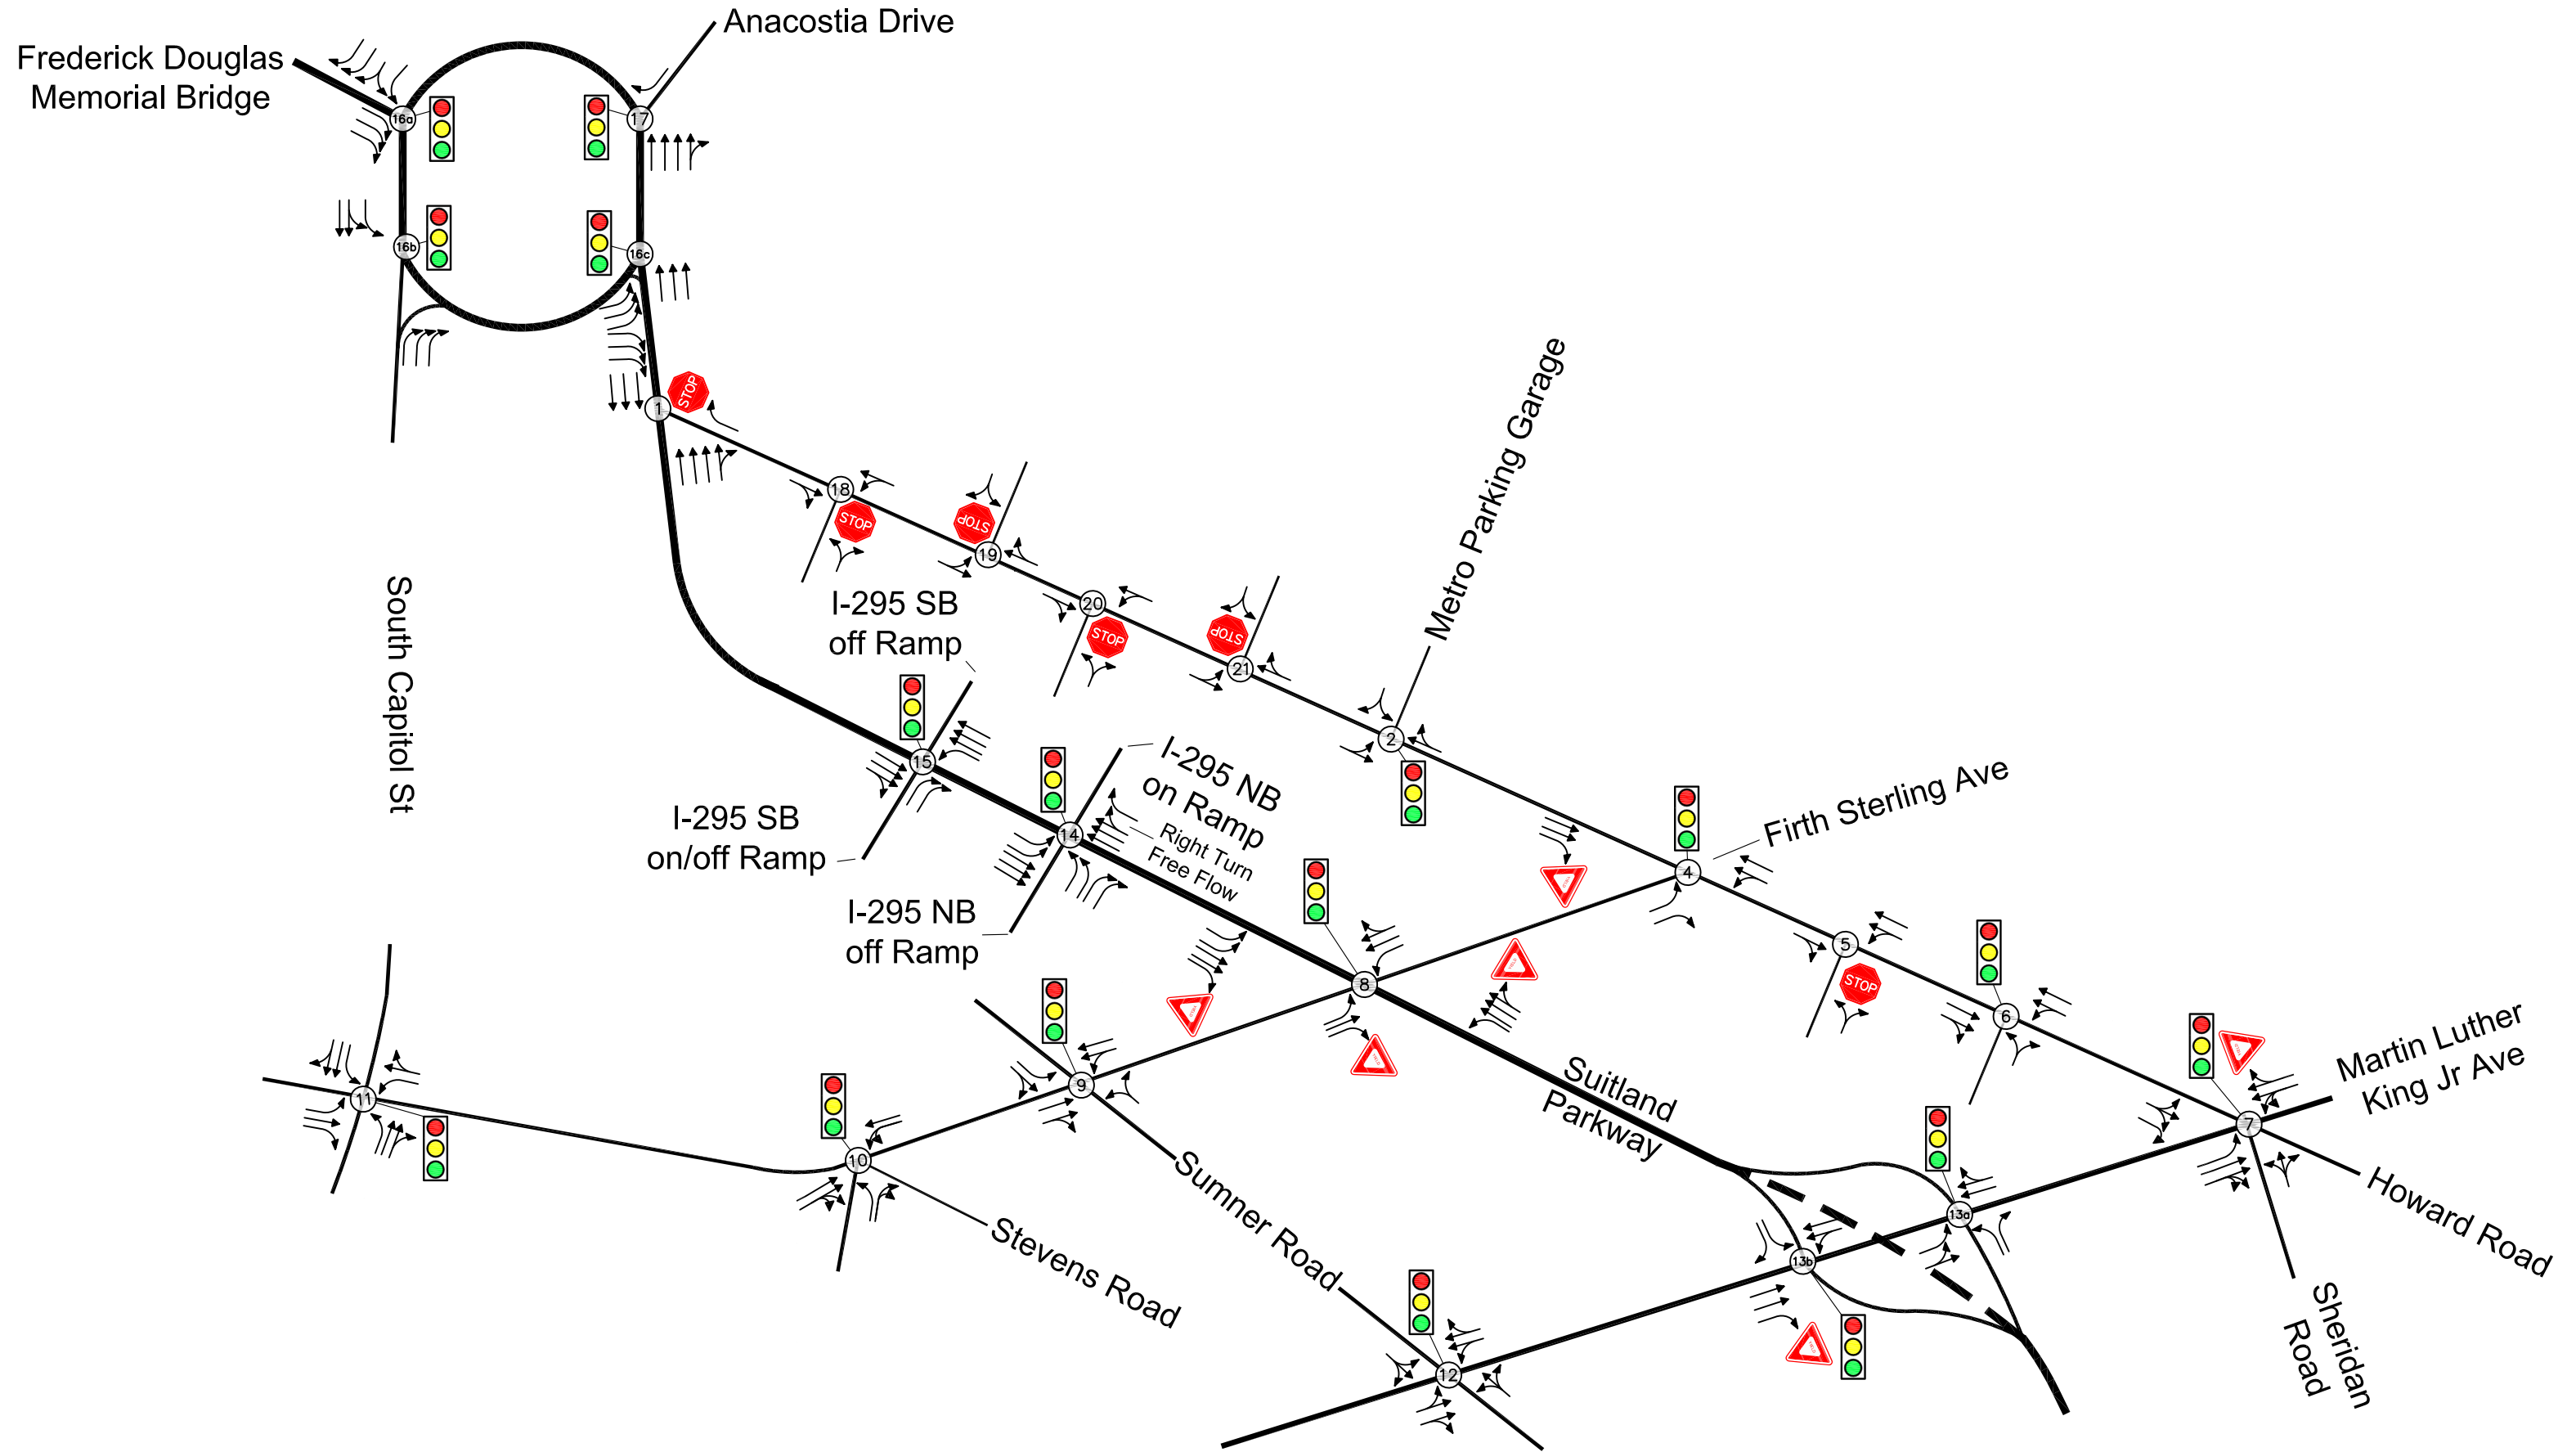 Anacostia Drive
Frederick Douglas
Memorial Bridge
16a
17
16b
16c
STOP
1
18
STOP
STOP
19
20
STOP
STOP
21
Metro Parking Garage
2
South Capitol St
I-295 SB
off Ramp
15
I-295 SB
on/off Ramp
14
I-295 NB
on Ramp
Right Turn
Free Flow
I-295 NB
off Ramp
Firth Sterling Ave
4
8
5
STOP
6
Martin Luther
King Jr Ave
7
Howard Road
Sheridan
Road
Suitland
Parkway
9
10
11
Stevens Road
Sumner Road
12
13a
13b